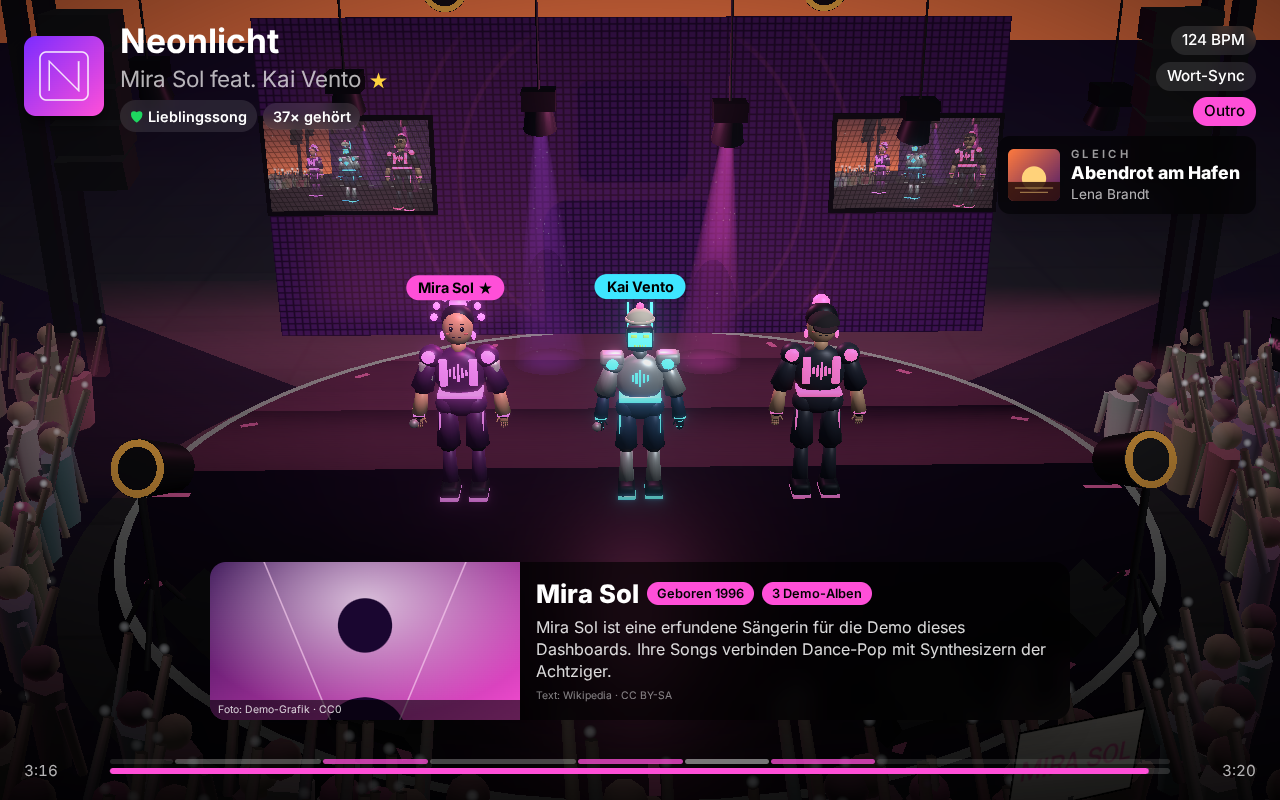 Neonlicht
Mira Sol feat. Kai Vento ★
Lieblingssong
37× gehört
124 BPM
Wort-Sync
Outro
GLEICH
Abendrot am Hafen
Lena Brandt
Mira Sol ★
Kai Vento
Mira Sol
Geboren 1996
3 Demo-Alben
Mira Sol ist eine erfundene Sängerin für die Demo dieses
Dashboards. Ihre Songs verbinden Dance-Pop mit Synthesizern der
Achtziger.
Text: Wikipedia · CC BY-SA
Foto: Demo-Grafik · CC0
MIRA SOL
3:16
3:20